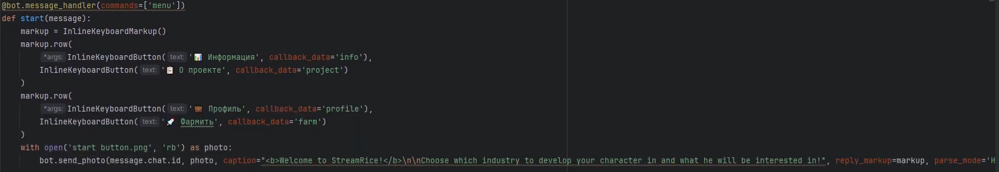 @bot.message_handler(commands=['menu'])
def start(message):
    markup = InlineKeyboardMarkup()
    markup.row(
        *args: InlineKeyboardButton( text: '📊 Информация', callback_data='info'),
        InlineKeyboardButton( text: '📋 О проекте', callback_data='project')
    )
    markup.row(
        *args: InlineKeyboardButton( text: '💼 Профиль', callback_data='profile'),
        InlineKeyboardButton( text: '🚀 Фармить', callback_data='farm')
    )
    with open('start button.png', 'rb') as photo:
        bot.send_photo(message.chat.id, photo, caption="<b>Welcome to StreamRice!</b>\n\nChoose which industry to develop your character in and what he will be interested in!", reply_markup=markup, parse_mode='H